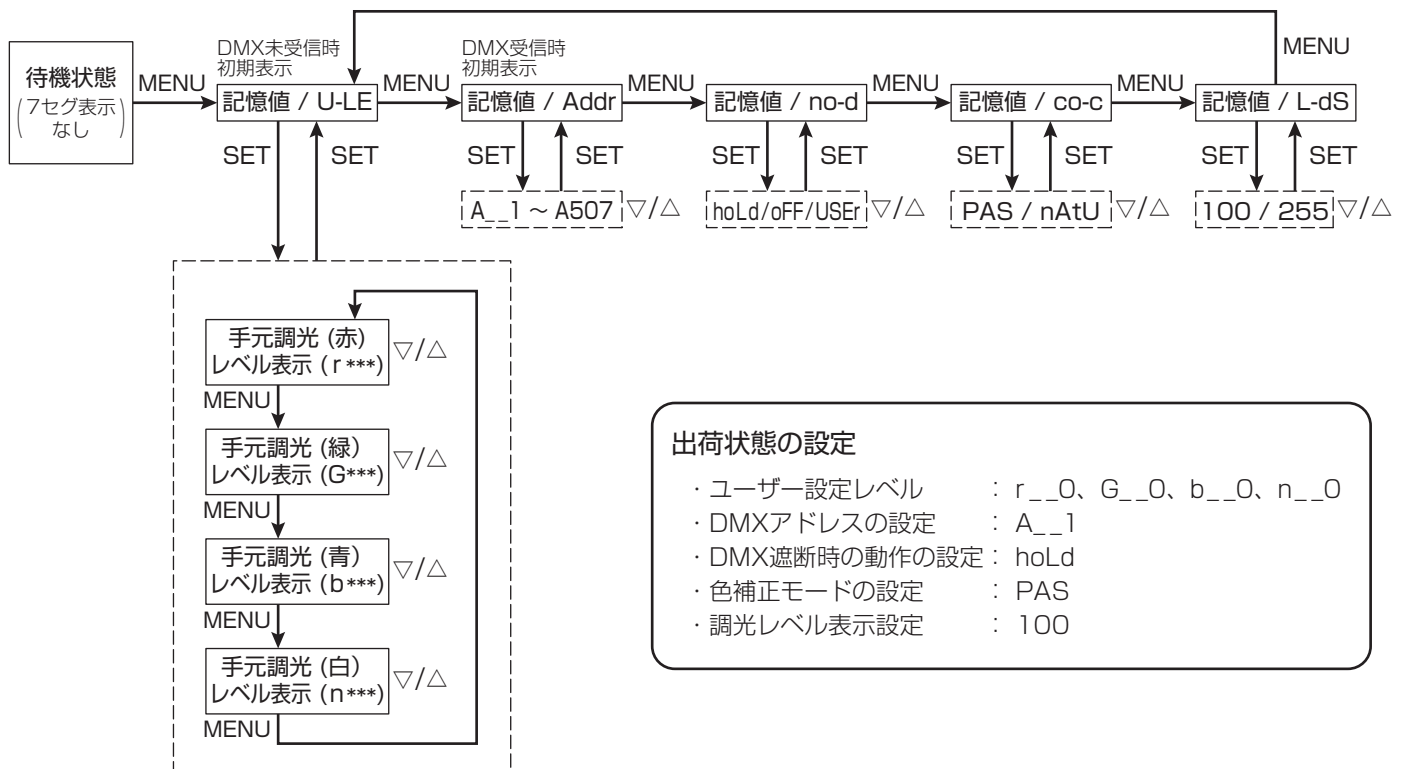 MENU
DMX未受信時
初期表示
DMX受信時
初期表示
待機状態
(7セグ表示
なし)
MENU
記憶値 / U-LE
MENU
記憶値 / Addr
MENU
記憶値 / no-d
MENU
記憶値 / co-c
MENU
記憶値 / L-dS
SET
SET
SET
SET
SET
SET
SET
SET
SET
SET
A__1 ~ A507
▽/△
hoLd/oFF/USEr
▽/△
PAS / nAtU
▽/△
100 / 255
▽/△
手元調光 (赤)
レベル表示 (r***)
▽/△
MENU
手元調光 (緑)
レベル表示 (G***)
▽/△
MENU
手元調光 (青)
レベル表示 (b***)
▽/△
MENU
手元調光 (白)
レベル表示 (n***)
▽/△
MENU
出荷状態の設定
・ユーザー設定レベル : r__0、G__0、b__0、n__0
・DMXアドレスの設定 : A__1
・DMX遮断時の動作の設定 : hoLd
・色補正モードの設定 : PAS
・調光レベル表示設定 : 100